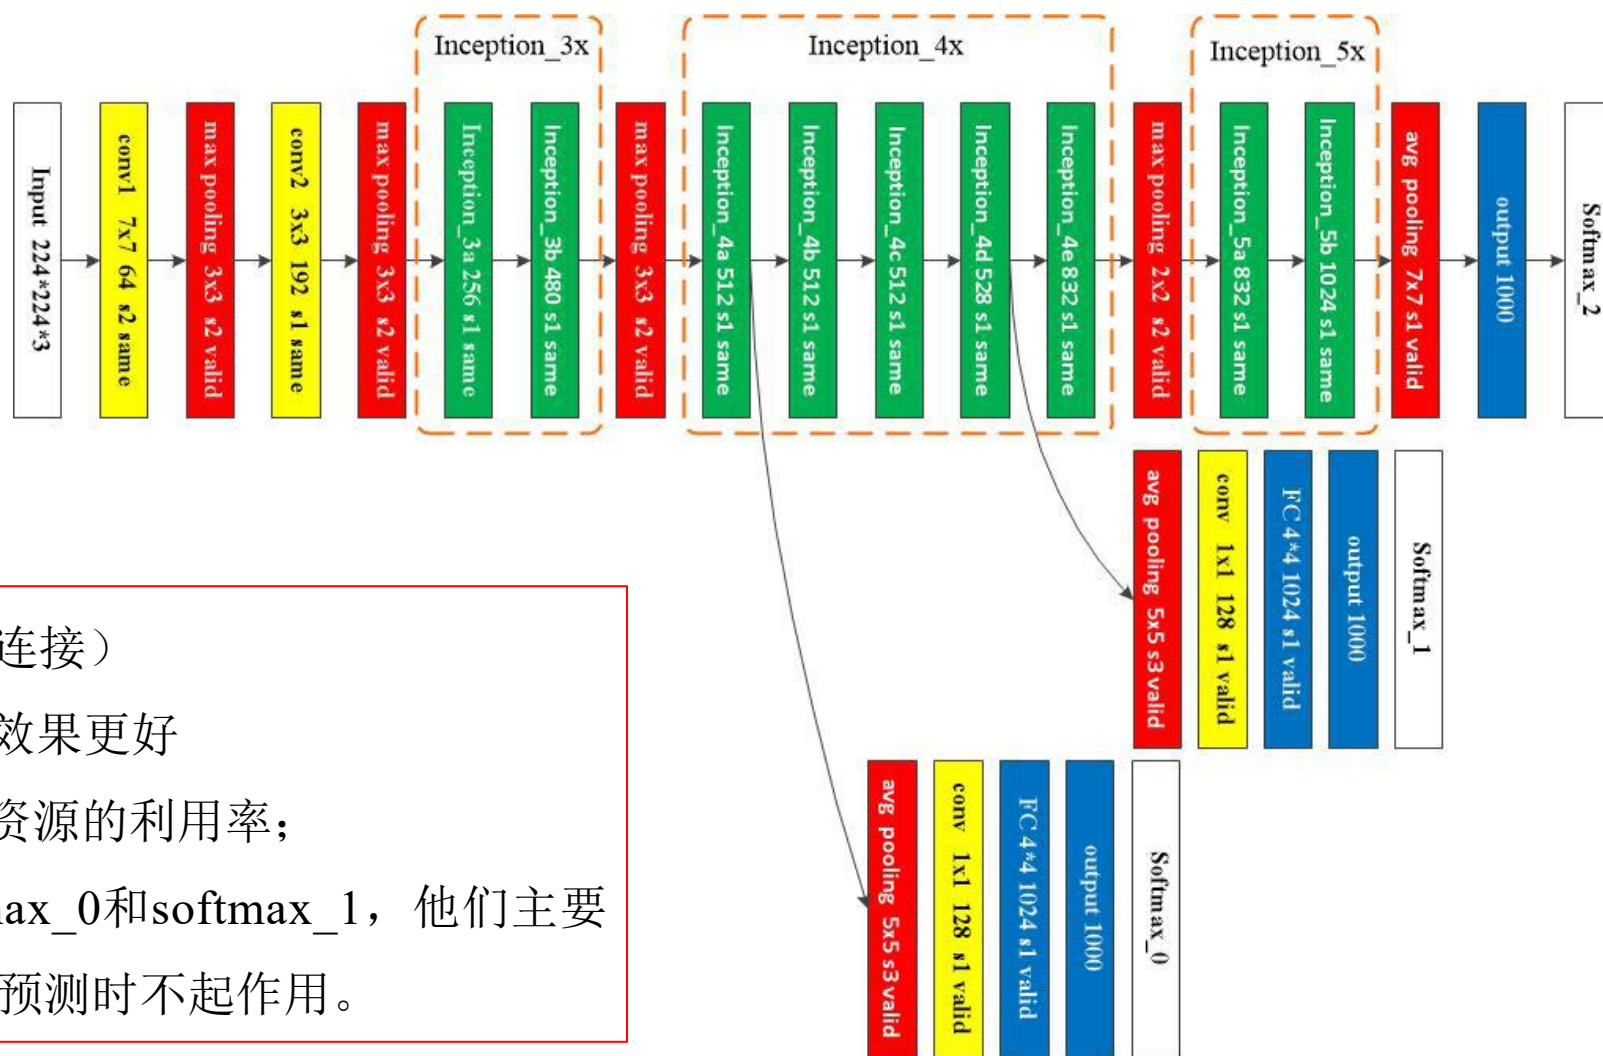 Inception_3x
Inception_4x
Inception_5x
Input 224*224*3
conv1 7x7 64 s2 same
max pooling 3x3 s2 valid
conv2 3x3 192 s1 same
max pooling 3x3 s2 valid
Inception_3a 256 s1 same
Inception_3b 480 s1 same
max pooling 3x3 s2 valid
Inception_4a 512 s1 same
Inception_4b 512 s1 same
Inception_4c 512 s1 same
Inception_4d 528 s1 same
Inception_4e 832 s1 same
max pooling 2x2 s2 valid
Inception_5a 832 s1 same
Inception_5b 1024 s1 same
avg pooling 7x7 s1 valid
output 1000
Softmax_2
avg pooling 5x5 s3 valid
conv 1x1 128 s1 valid
FC 4*4 1024 s1 valid
output 1000
Softmax_1
avg pooling 5x5 s3 valid
conv 1x1 128 s1 valid
FC 4*4 1024 s1 valid
output 1000
Softmax_0
连接）
效果更好
资源的利用率；
max_0和softmax_1，他们主要
预测时不起作用。